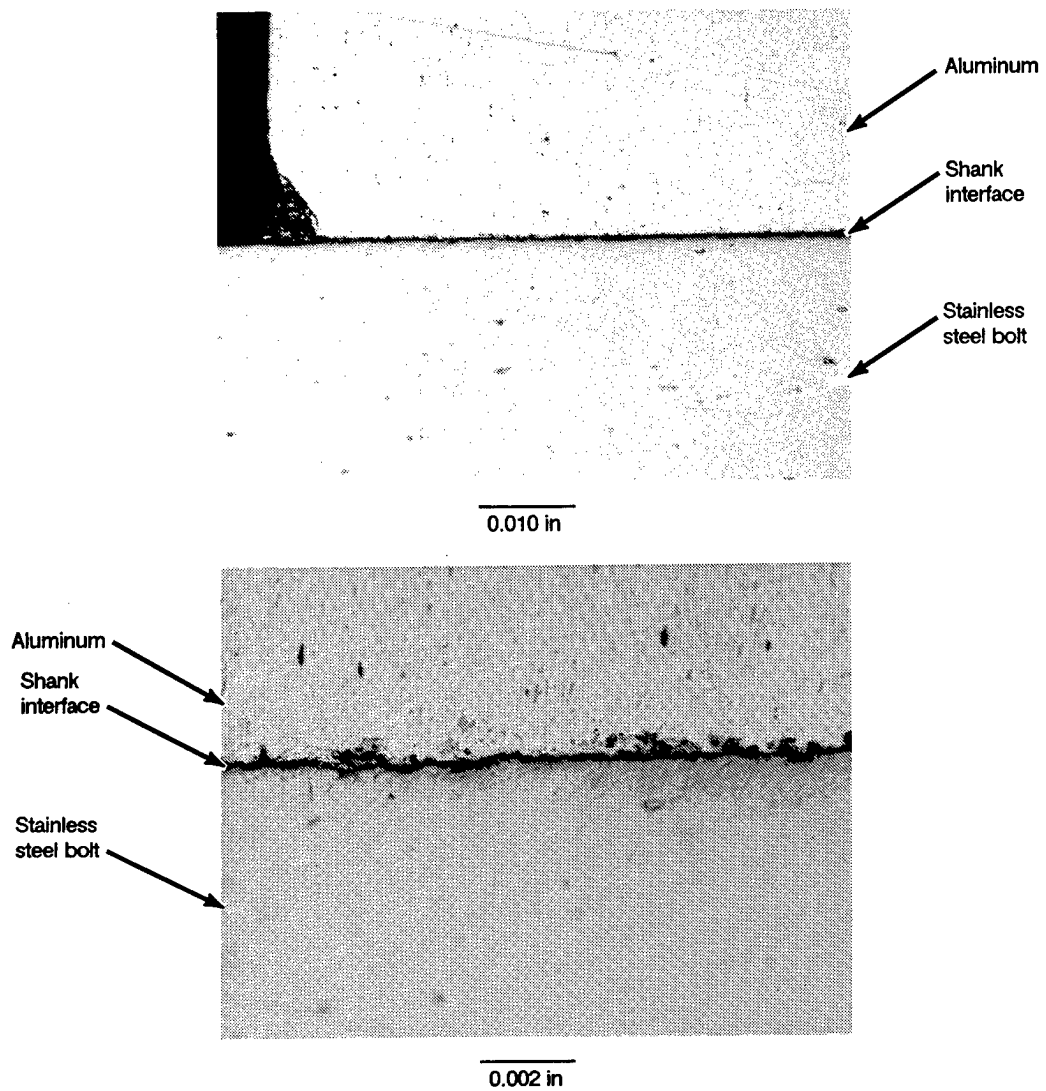 Aluminum
Shank
interface
Stainless
steel bolt
0.010 in
Aluminum
Shank
interface
Stainless
steel bolt
0.002 in